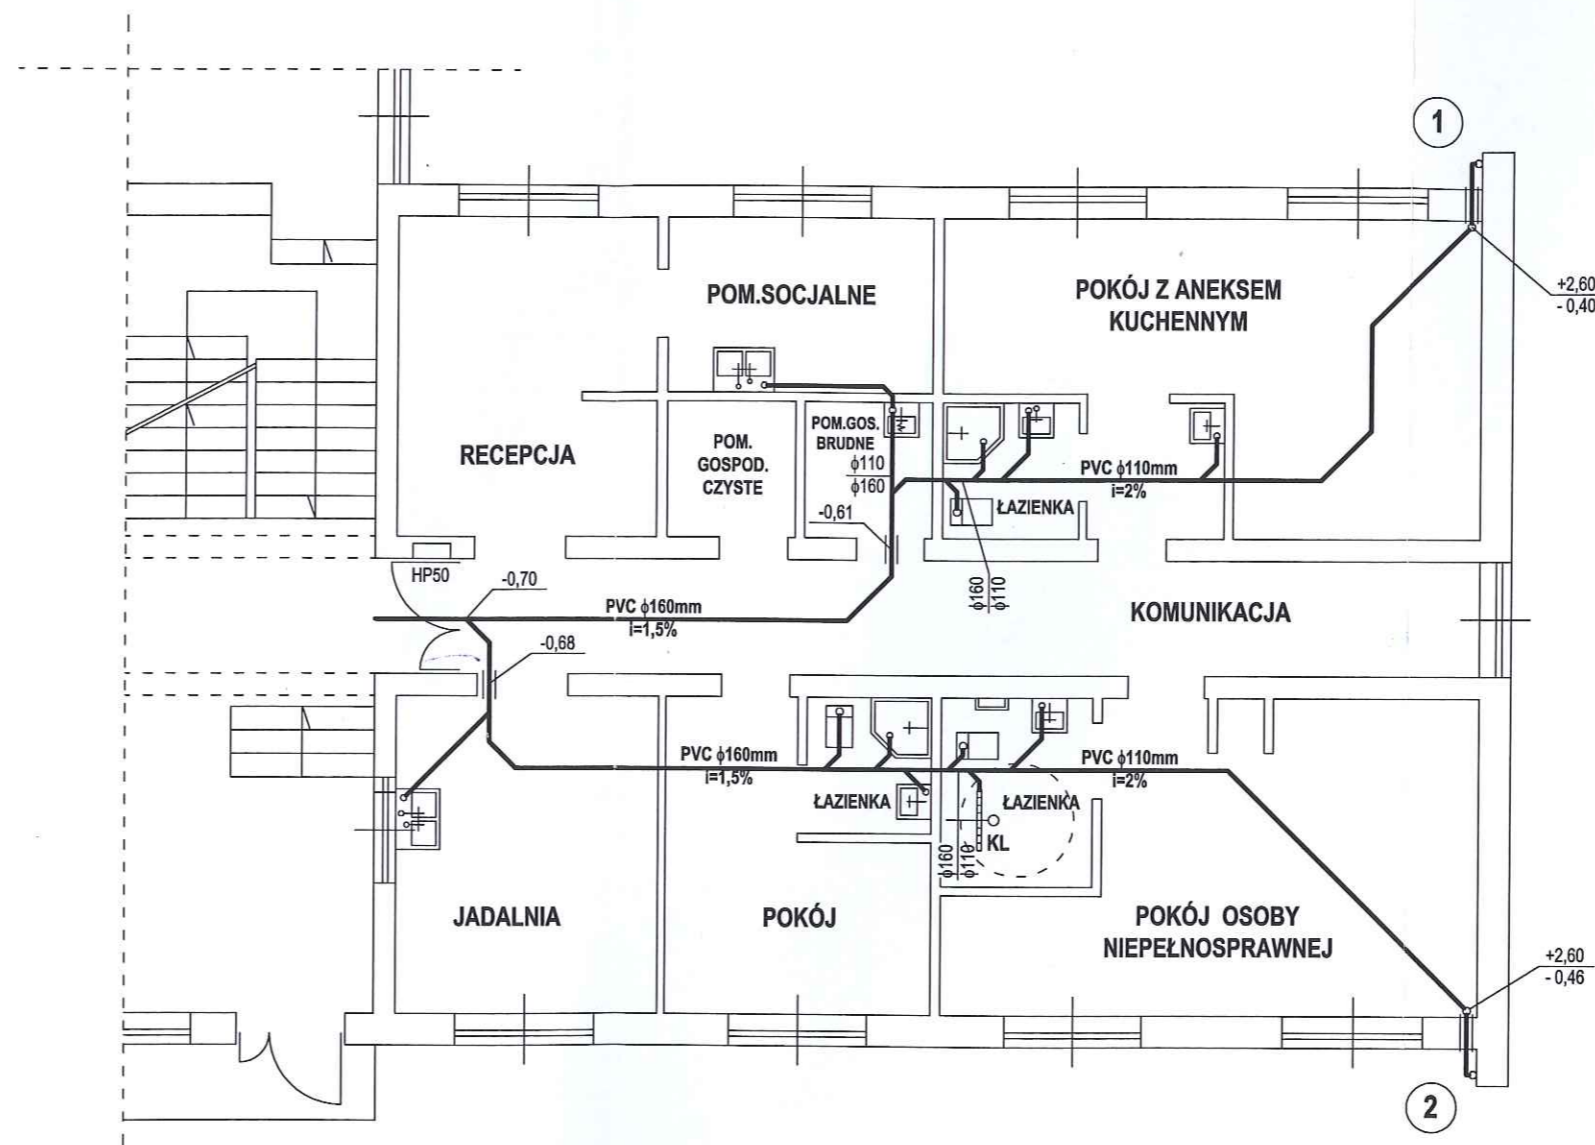 1
+2,60
- 0,40
POM.SOCJALNE
POKÓJ Z ANEKSEM
KUCHENNYM
RECEPCJA
POM.
GOSPOD.
CZYSTE
POM.GOS.
BRUDNE
ϕ110
ϕ160
-0,61
PVC ϕ110mm
i=2%
ŁAZIENKA
HP50
-0,70
PVC ϕ160mm
i=1,5%
ϕ160
ϕ110
KOMUNIKACJA
-0,68
PVC ϕ160mm
i=1,5%
PVC ϕ110mm
i=2%
ŁAZIENKA
ŁAZIENKA
KL
ϕ160
ϕ110
JADALNIA
POKÓJ
POKÓJ OSOBY
NIEPEŁNOSPRAWNEJ
+2,60
- 0,46
2